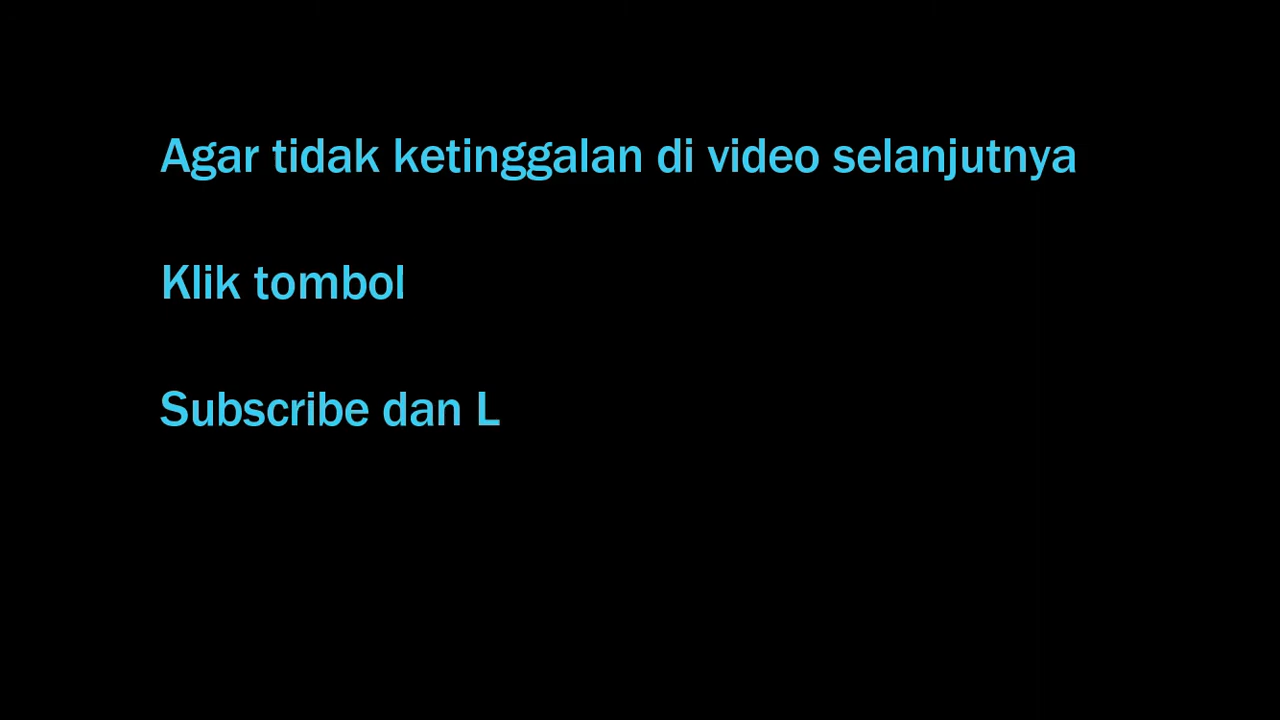 Agar tidak ketinggalan di video selanjutnya
Klik tombol
Subscribe dan L